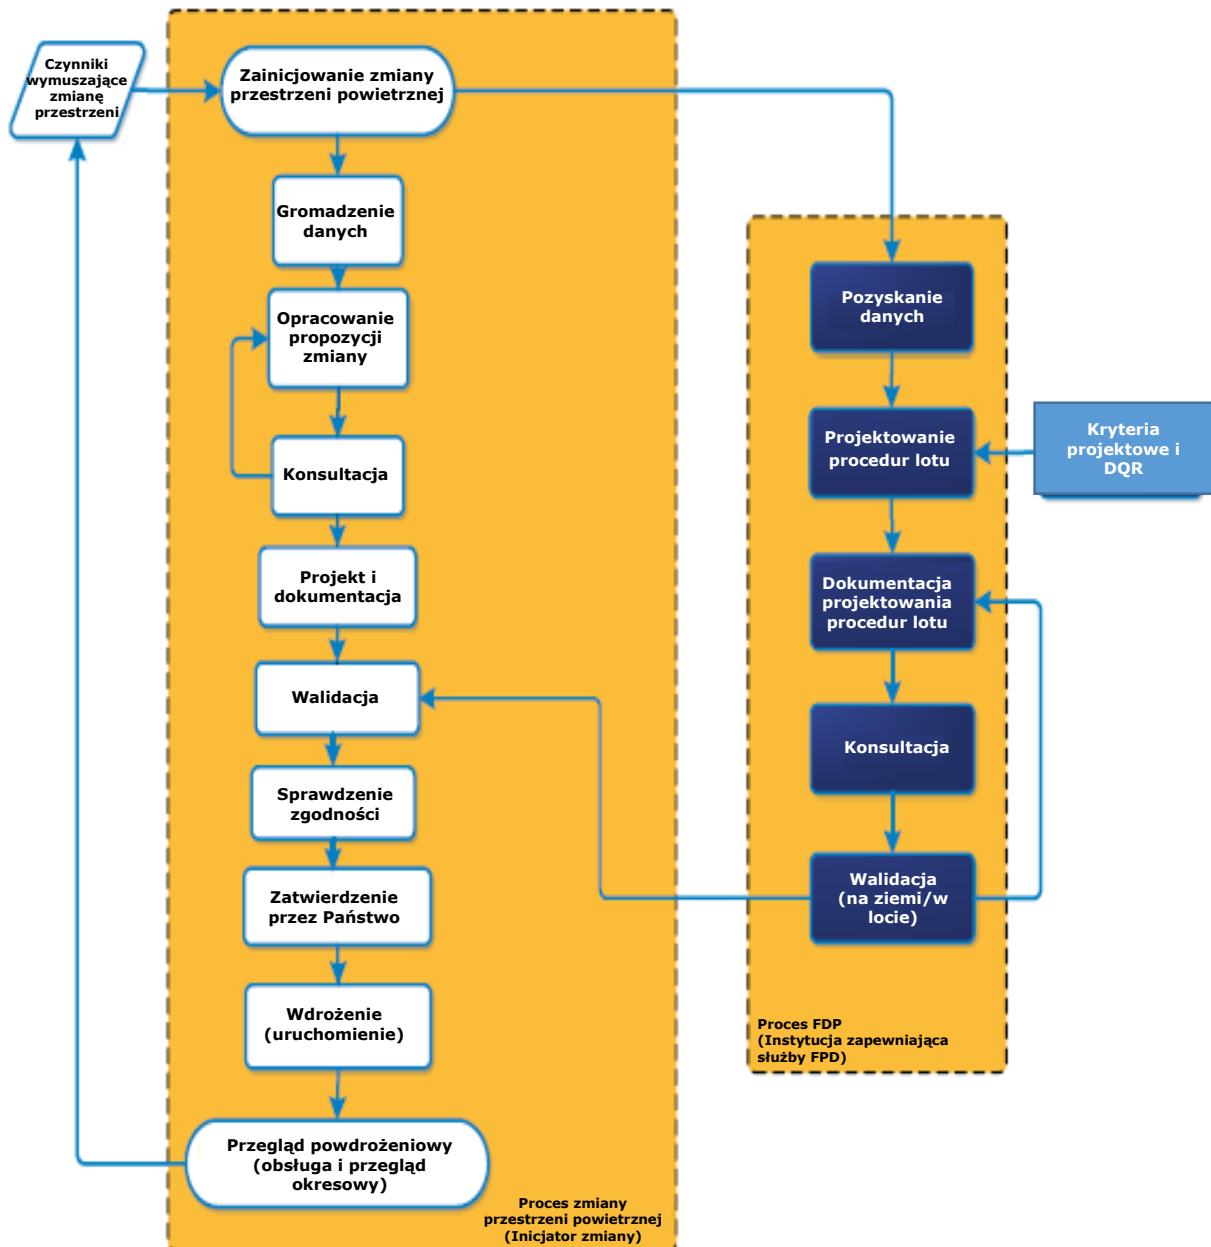 Czynniki
wymuszające
zmianę
przestrzeni
Zainicjowanie zmiany
przestrzeni powietrznej
Gromadzenie
danych
Opracowanie
propozycji
zmiany
Konsultacja
Projekt i
dokumentacja
Walidacja
Sprawdzenie
zgodności
Zatwierdzenie
przez Państwo
Wdrożenie
(uruchomienie)
Przegląd powdrożeniowy
(obsługa i przegląd
okresowy)
Proces zmiany
przestrzeni powietrznej
(Inicjator zmiany)
Pozyskanie
danych
Projektowanie
procedur lotu
Kryteria
projektowe i
DQR
Dokumentacja
projektowania
procedur lotu
Konsultacja
Walidacja
(na ziemi/w
locie)
Proces FDP
(Instytucja zapewniająca
służby FPD)